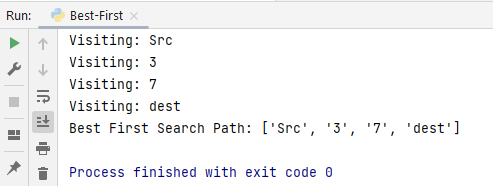 Run: Best-First
Visiting: Src
Visiting: 3
Visiting: 7
Visiting: dest
Best First Search Path: ['Src', '3', '7', 'dest']
Process finished with exit code 0